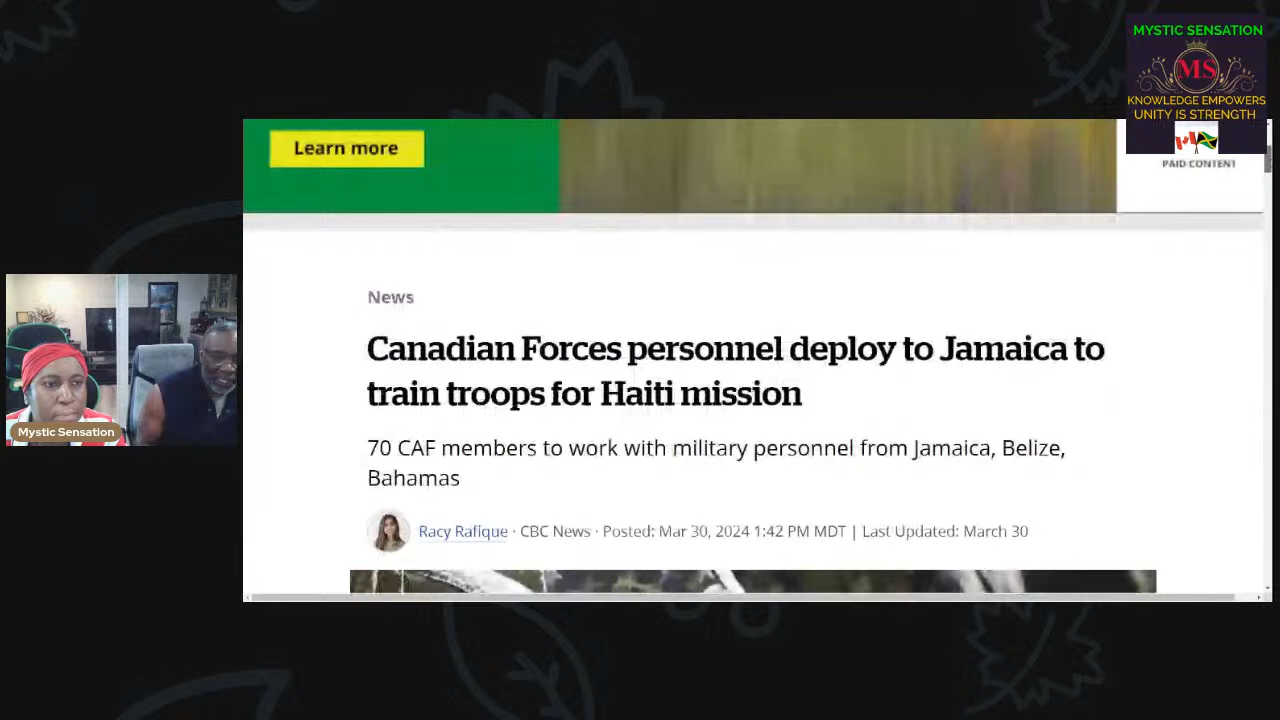 MYSTIC SENSATION
MS
KNOWLEDGE EMPOWERS
UNITY IS STRENGTH
Learn more
PAID CONTENT
News
Canadian Forces personnel deploy to Jamaica to
train troops for Haiti mission
70 CAF members to work with military personnel from Jamaica, Belize,
Bahamas
Racy Rafique · CBC News · Posted: Mar 30, 2024 1:42 PM MDT | Last Updated: March 30
Mystic Sensation